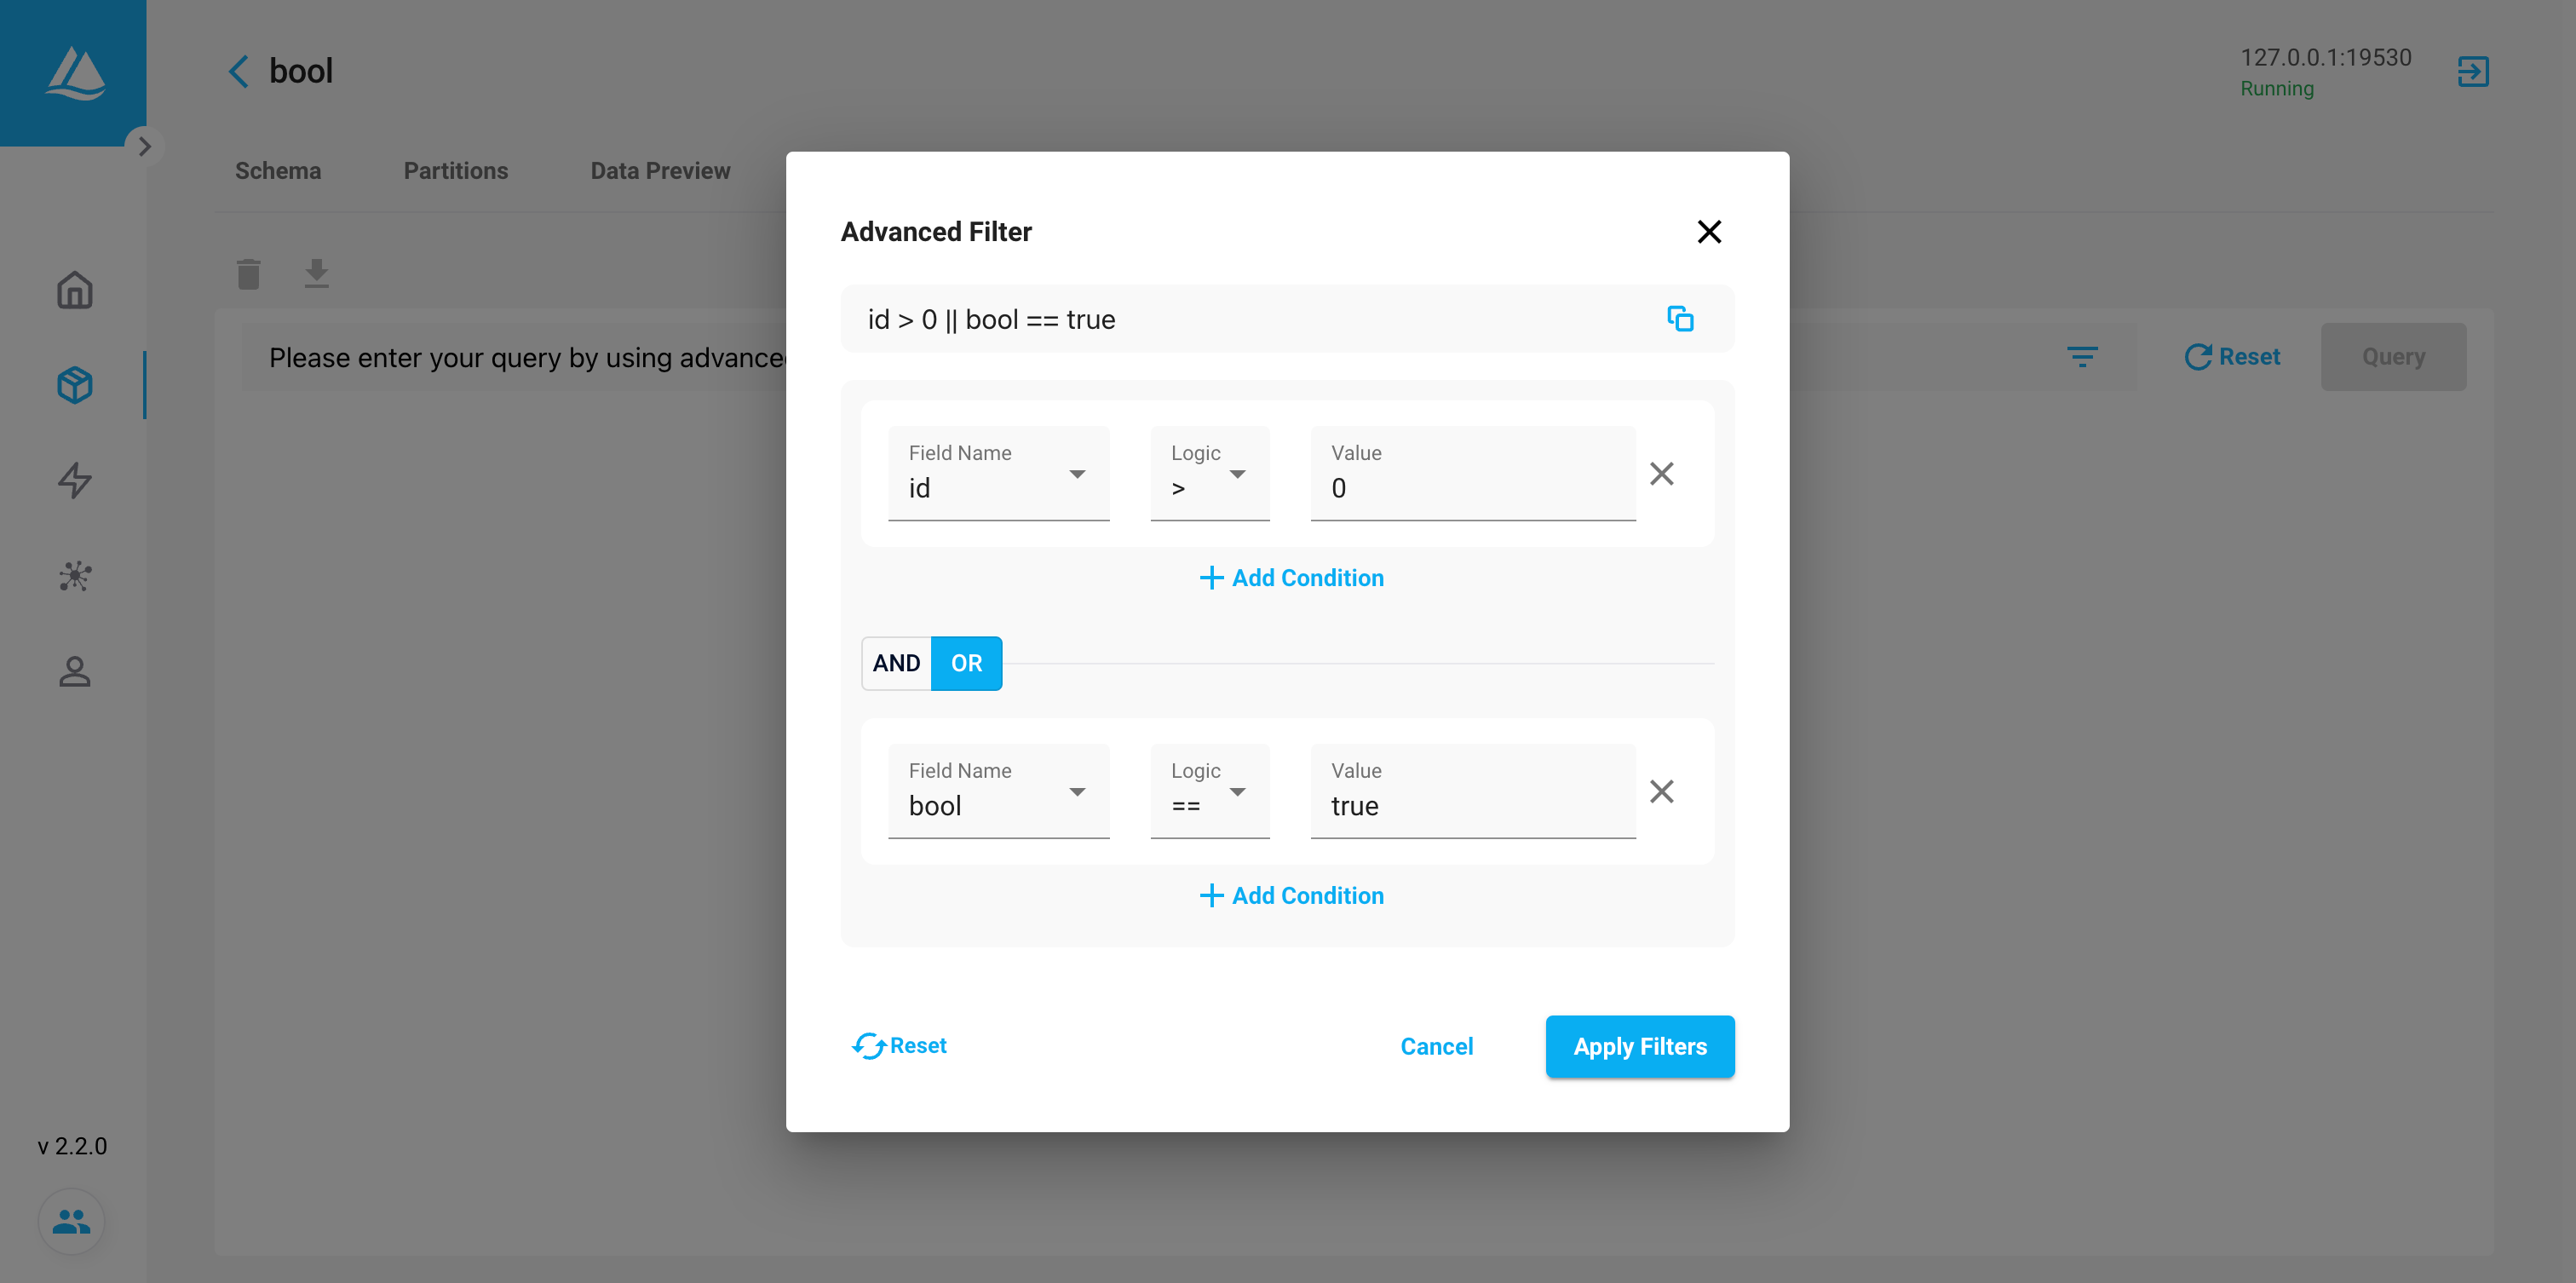 bool
127.0.0.1:19530
Running
Schema
Partitions
Data Preview
Advanced Filter
id > 0 || bool == true
Please enter your query by using advance
Reset
Query
Field Name
id
Logic
>
Value
0
+ Add Condition
AND
OR
Field Name
bool
Logic
==
Value
true
+ Add Condition
Reset
Cancel
Apply Filters
v 2.2.0